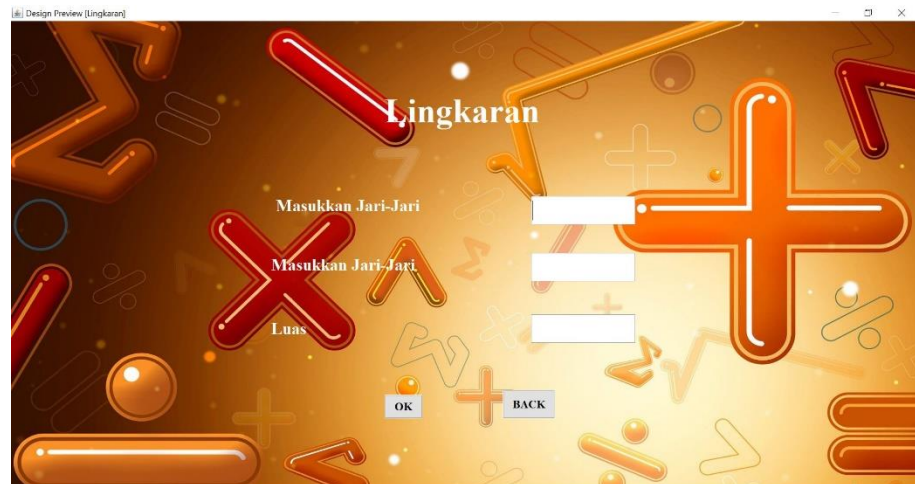 Design Preview [Lingkaran]
Lingkaran
Masukkan Jari-Jari
Masukkan Jari-Jari
Luas
OK BACK